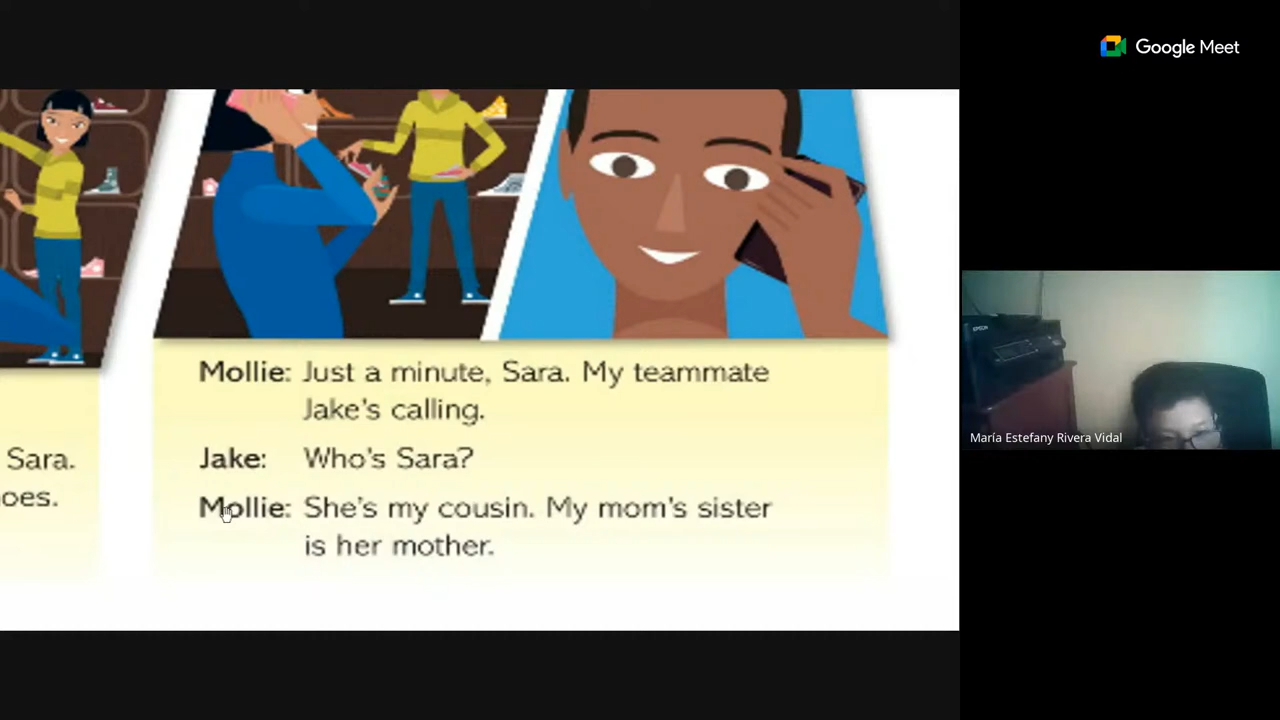 Google Meet
Mollie: Just a minute, Sara. My teammate
Jake's calling.
Sara.
Jake: Who's Sara?
oes.
Mollie: She's my cousin. My mom's sister
is her mother.
EPSON
María Estefany Rivera Vidal